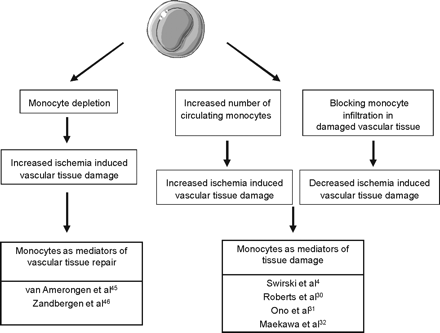 Monocyte depletion
Increased number of
circulating monocytes
Blocking monocyte
infiltration in
damaged vascular tissue
Increased ischemia induced
vascular tissue damage
Increased ischemia induced
vascular tissue damage
Decreased ischemia induced
vascular tissue damage
Monocytes as mediators of
vascular tissue repair
van Amerongen et al45
Zandbergen et al46
Monocytes as mediators of
tissue damage
Swirski et al4
Roberts et al30
Ono et al31
Maekawa et al32